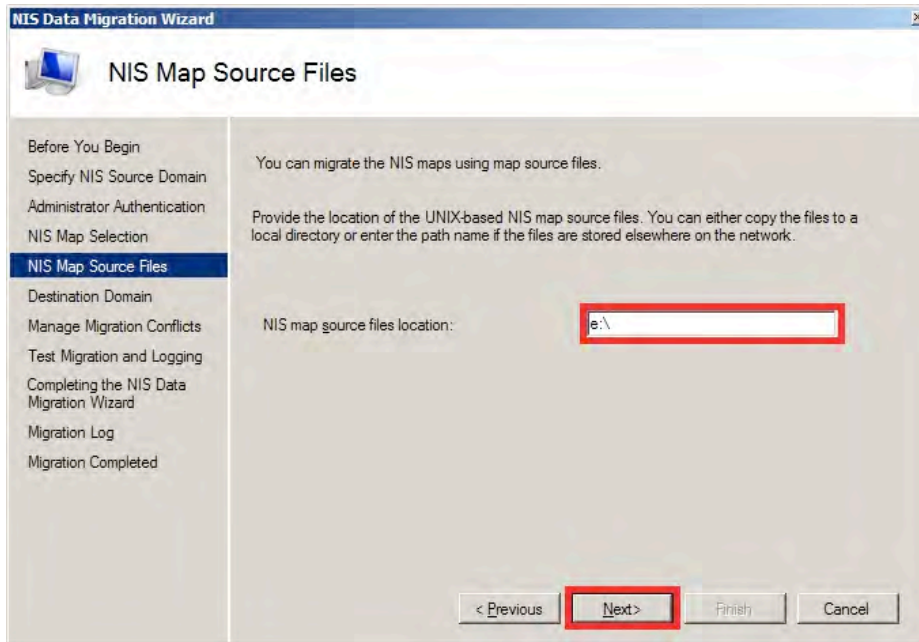 NIS Data Migration Wizard
NIS Map Source Files
Before You Begin
Specify NIS Source Domain
Administrator Authentication
NIS Map Selection
NIS Map Source Files
Destination Domain
Manage Migration Conflicts
Test Migration and Logging
Completing the NIS Data
Migration Wizard
Migration Log
Migration Completed
You can migrate the NIS maps using map source files.
Provide the location of the UNIX-based NIS map source files. You can either copy the files to a
local directory or enter the path name if the files are stored elsewhere on the network.
NIS map source files location:
e:\
< Previous
Next>
Finish
Cancel